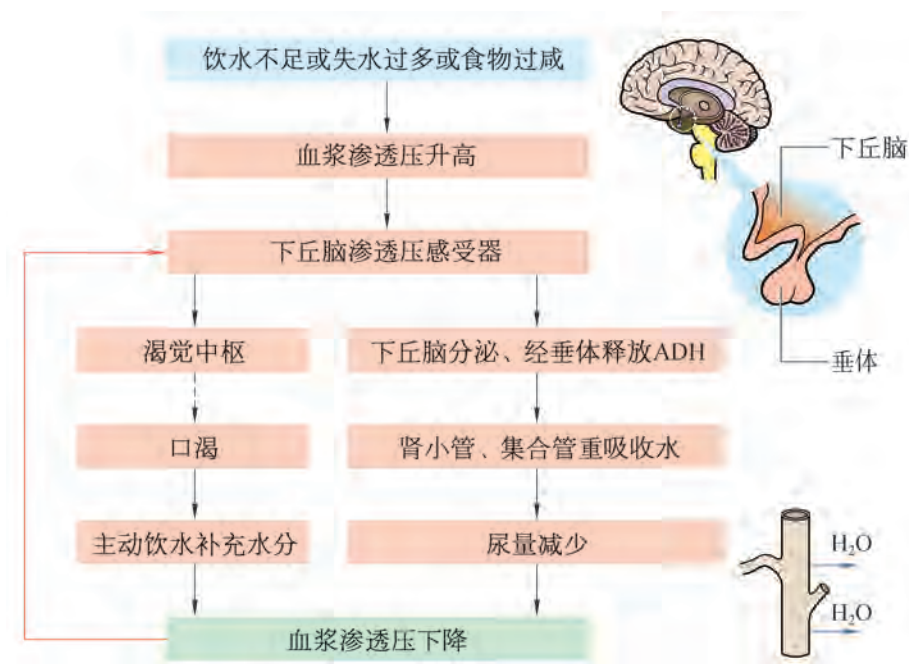 饮水不足或失水过多或食物过咸
血浆渗透压升高
下丘脑渗透压感受器
渴觉中枢
下丘脑分泌、经垂体释放ADH
口渴
肾小管、集合管重吸收水
主动饮水补充水分
尿量减少
血浆渗透压下降
下丘脑
垂体
H₂O
H₂O